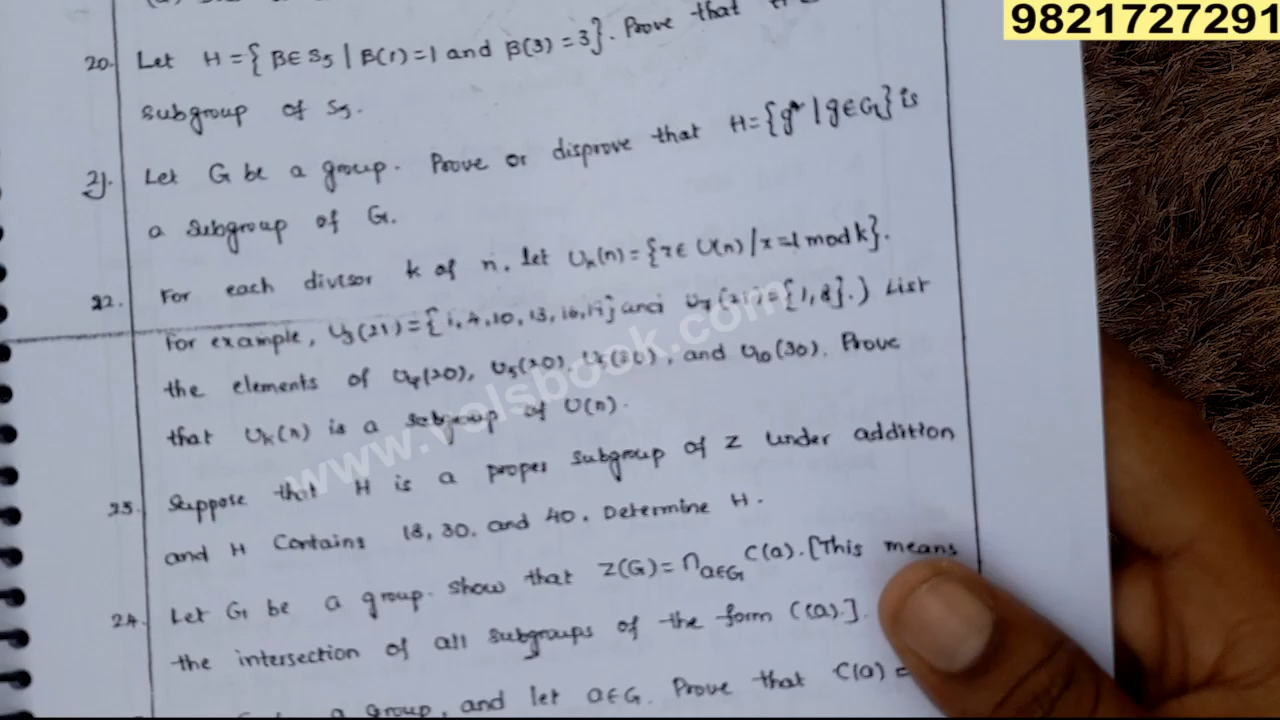 9821727291
20. Let H = { β∈ S5 | β(1)=1 and β(3)=3}. Prove that H
subgroup of S5.
21. Let G be a group. Prove or disprove that H={g² | g∈G} is
a subgroup of G.
22. For each divisor k of n. let Uk(n)={x∈ U(n) / x=1 mod k}.
For example, U3(21)={1,4,10,13,16,19} and U7(21)={1,8}.) List
the elements of U4(20), U5(20), U5(30), and U10(30). Prove
that Uk(n) is a subgroup of U(n).
www.velsbook.com
23. Suppose that H is a proper subgroup of Z under addition
and H Contains 18, 30. and 40. Determine H.
24. Let G be a group. show that Z(G)=∩a∈G C(a). [This means
the intersection of all subgroups of the form C(a).].
a group, and let a∈G. Prove that C(a) =